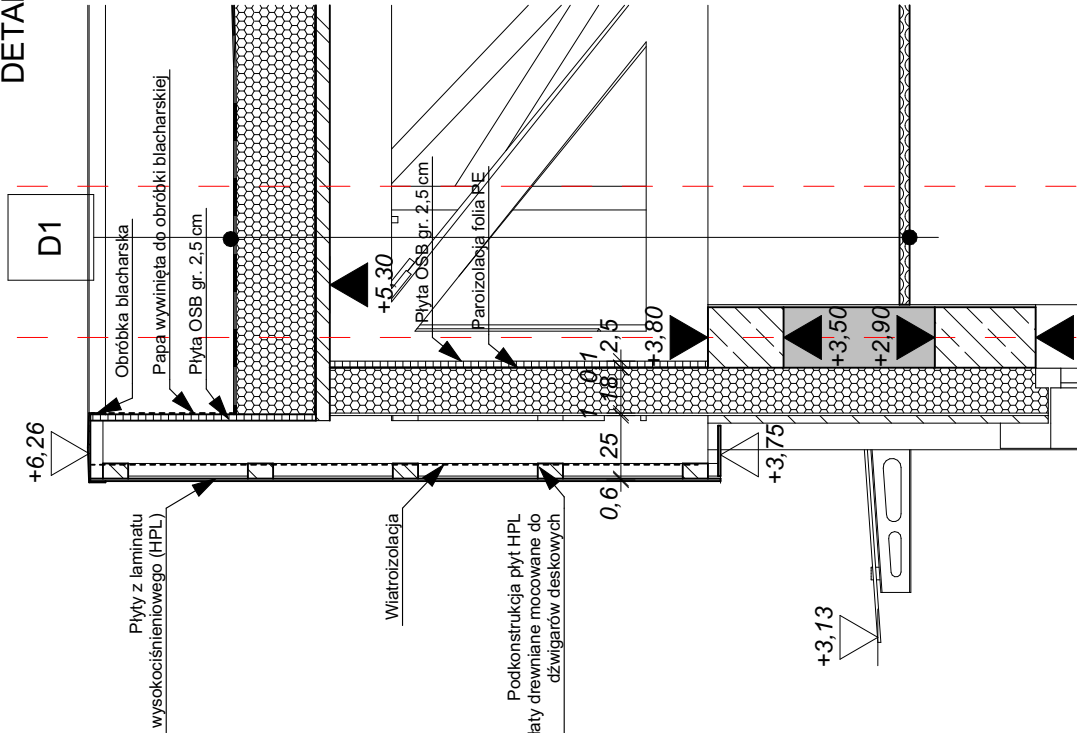 DETAL
D1
Obróbka blacharska
Papa wywinięta do obróbki blacharskiej
Płyta OSB gr. 2,5 cm
+6,26
+5,30
Płyta OSB gr. 2,5 cm
Paroizolacja folia PE
+3,80
+3,50
+2,90
2,5
0,1
18
1
25
0,6
+3,75
+3,13
Płyty z laminatu
wysokociśnieniowego (HPL)
Wiatroizolacja
Podkonstrukcja płyt HPL
łaty drewniane mocowane do
dźwigarów deskowych